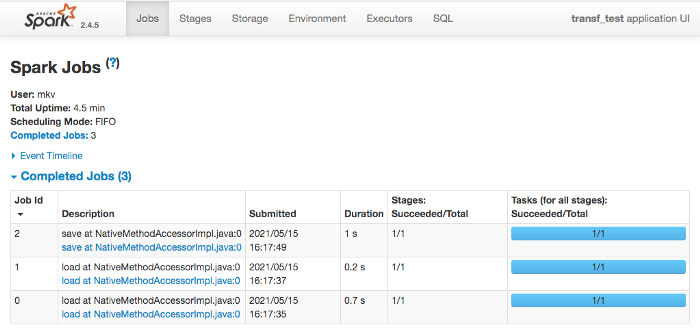 APACHE
Spark 2.4.5 Jobs Stages Storage Environment Executors SQL transf_test application UI
Spark Jobs (?)
User: mkv
Total Uptime: 4.5 min
Scheduling Mode: FIFO
Completed Jobs: 3
Event Timeline
Completed Jobs (3)
Job Id Description Submitted Duration Stages: Succeeded/Total Tasks (for all stages): Succeeded/Total
2 save at NativeMethodAccessorImpl.java:0 2021/05/15 1 s 1/1 1/1
save at NativeMethodAccessorImpl.java:0 16:17:49
1 load at NativeMethodAccessorImpl.java:0 2021/05/15 0.2 s 1/1 1/1
load at NativeMethodAccessorImpl.java:0 16:17:37
0 load at NativeMethodAccessorImpl.java:0 2021/05/15 0.7 s 1/1 1/1
load at NativeMethodAccessorImpl.java:0 16:17:35